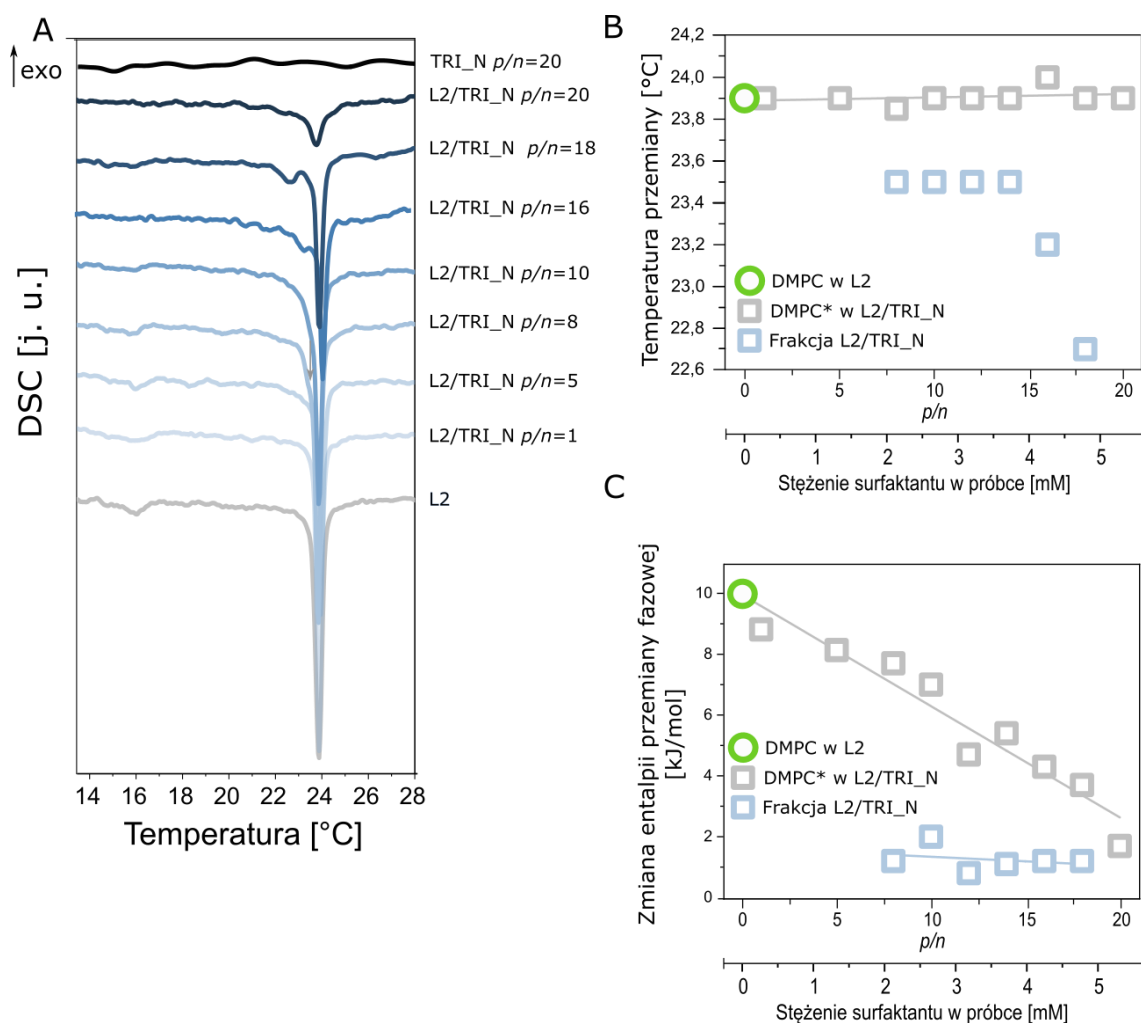 A
exo
TRI_N p/n=20
L2/TRI_N p/n=20
L2/TRI_N p/n=18
L2/TRI_N p/n=16
L2/TRI_N p/n=10
L2/TRI_N p/n=8
L2/TRI_N p/n=5
L2/TRI_N p/n=1
L2
DSC [j. u.]
14 16 18 20 22 24 26 28
Temperatura [°C]
B
Temperatura przemiany [°C]
24,2
24,0
23,8
23,6
23,4
23,2
23,0
22,8
22,6
DMPC w L2
DMPC* w L2/TRI_N
Frakcja L2/TRI_N
0 5 10 15 20
p/n
0 1 2 3 4 5
Stężenie surfaktantu w próbce [mM]
C
Zmiana entalpii przemiany fazowej
[kJ/mol]
10
8
6
4
2
0
DMPC w L2
DMPC* w L2/TRI_N
Frakcja L2/TRI_N
0 5 10 15 20
p/n
0 1 2 3 4 5
Stężenie surfaktantu w próbce [mM]